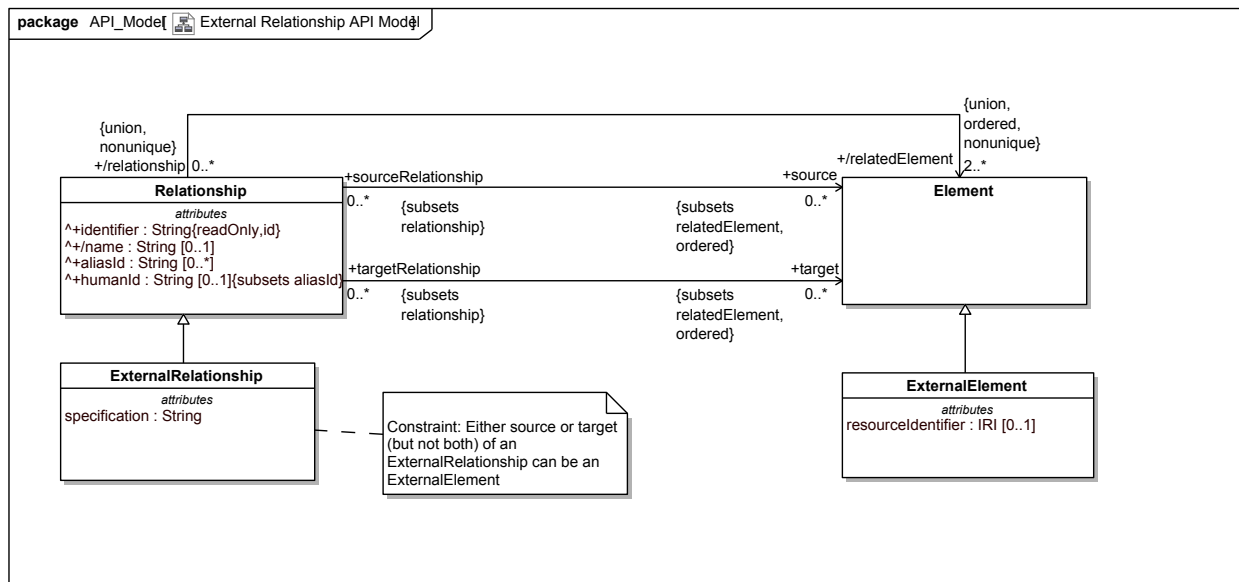 package API_Model[ External Relationship API Model]
{union,
nonunique}
+/relationship 0..*
{union,
ordered,
nonunique}
+/relatedElement
2..*
Relationship
attributes
^+identifier : String{readOnly,id}
^+/name : String [0..1]
^+aliasId : String [0..*]
^+humanId : String [0..1]{subsets aliasId}
+sourceRelationship
0..*
{subsets
relationship}
+source
0..*
{subsets
relatedElement,
ordered}
+targetRelationship
0..*
{subsets
relationship}
+target
0..*
{subsets
relatedElement,
ordered}
Element
ExternalRelationship
attributes
specification : String
Constraint: Either source or target
(but not both) of an
ExternalRelationship can be an
ExternalElement
ExternalElement
attributes
resourceIdentifier : IRI [0..1]